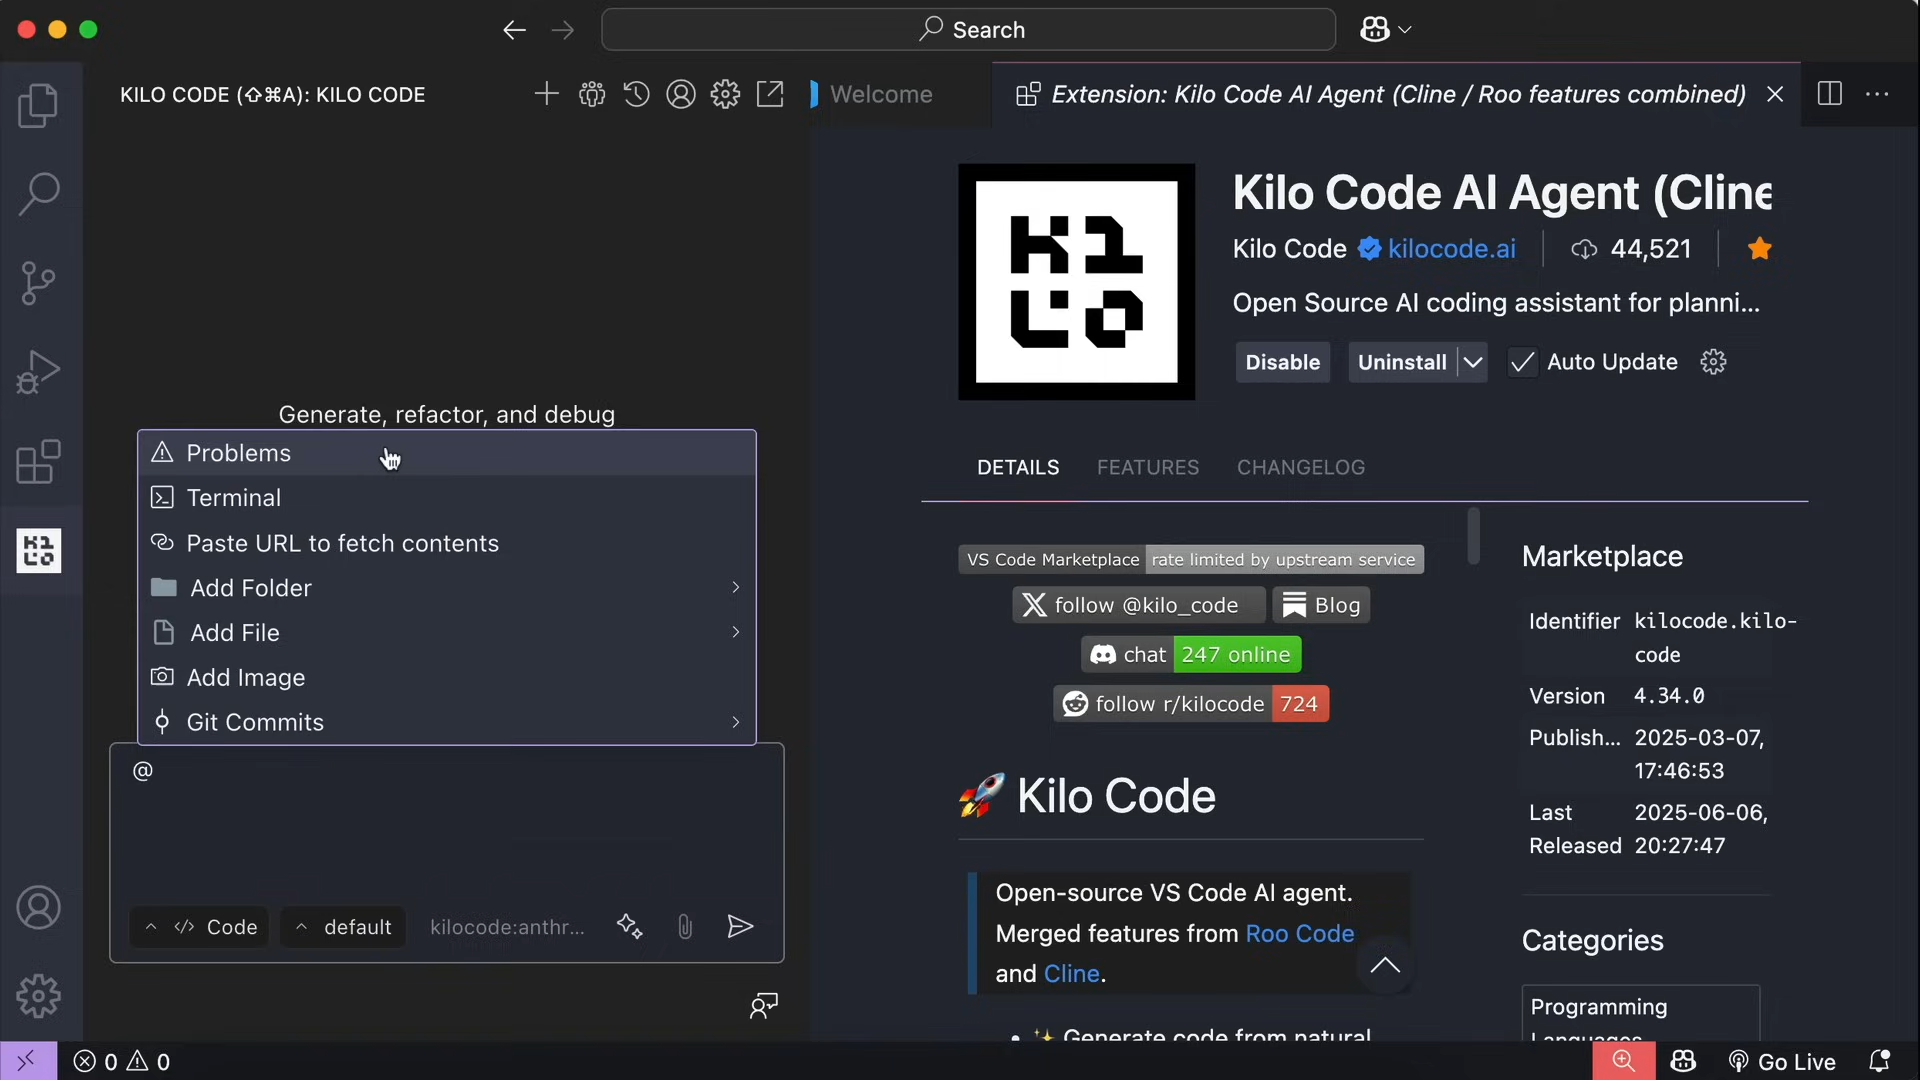 Search
KILO CODE (⇧⌘A): KILO CODE
Welcome
Extension: Kilo Code AI Agent (Cline / Roo features combined)
Kilo Code AI Agent (Cline
Kilo Code kilocode.ai 44,521
Open Source AI coding assistant for planni...
Disable Uninstall Auto Update
Generate, refactor, and debug
Problems
Terminal
Paste URL to fetch contents
Add Folder
Add File
Add Image
Git Commits
@
Code default kilocode:anthr...
DETAILS FEATURES CHANGELOG
VS Code Marketplace rate limited by upstream service
follow @kilo_code Blog
chat 247 online
follow r/kilocode 724
🚀 Kilo Code
Open-source VS Code AI agent.
Merged features from Roo Code
and Cline.
• ✨ Generate code from natural
Marketplace
Identifier kilocode.kilo-
code
Version 4.34.0
Publish... 2025-03-07,
17:46:53
Last 2025-06-06,
Released 20:27:47
Categories
Programming
Languages
0 0
Go Live